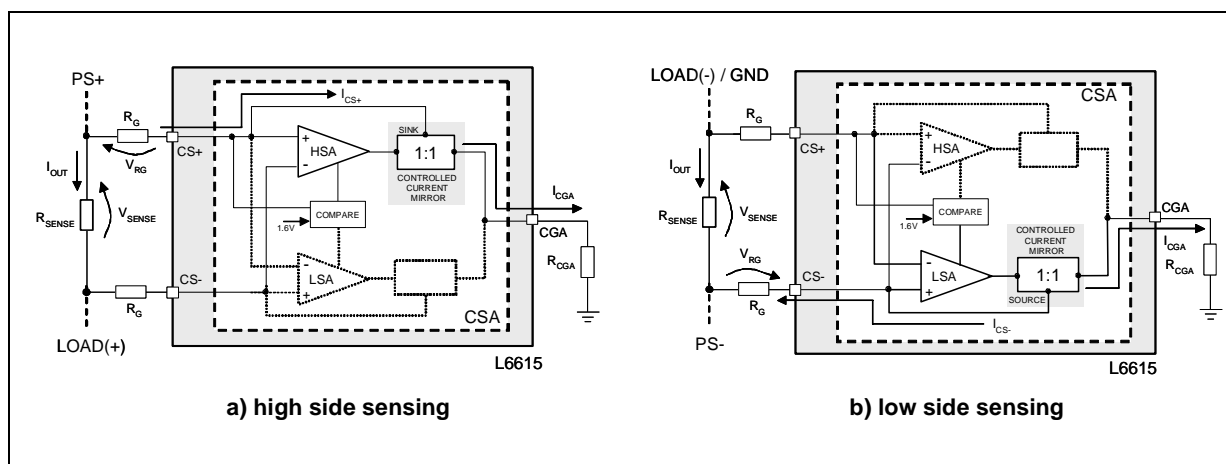 PS+
R_G
I_CS+
CSA
CS+
V_RG
+
-
HSA
SINK
1:1
CONTROLLED
CURRENT
MIRROR
I_OUT
R_SENSE
V_SENSE
COMPARE
1.6V
I_CGA
CGA
R_CGA
CS-
-
+
LSA
R_G
CSA
LOAD(+)
L6615
a) high side sensing
LOAD(-) / GND
R_G
CSA
CS+
+
-
HSA
I_OUT
R_SENSE
V_SENSE
COMPARE
1.6V
CGA
CONTROLLED
CURRENT
MIRROR
I_CGA
R_CGA
V_RG
CS-
-
+
LSA
1:1
SOURCE
R_G
I_CS-
PS-
L6615
b) low side sensing